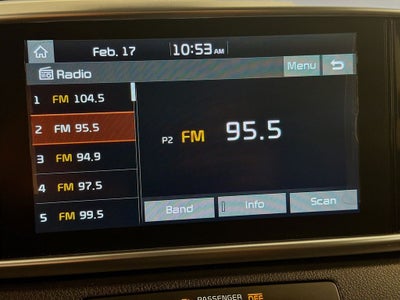 Feb. 17 10:53 AM
Radio Menu
1 FM 104.5
2 FM 95.5
3 FM 94.9
4 FM 97.5
5 FM 99.5
P2 FM 95.5
Band Info Scan
PASSENGER OFF